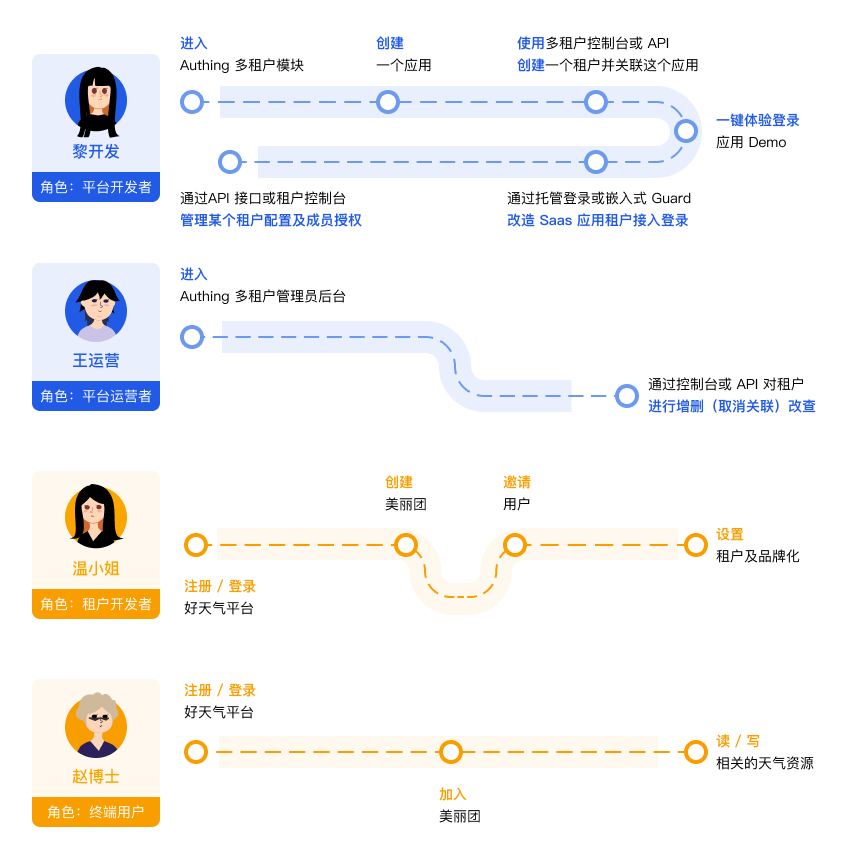 进入
Authing 多租户模块
创建
一个应用
使用多租户控制台或 API
创建一个租户并关联这个应用
一键体验登录
应用 Demo
黎开发
角色：平台开发者
通过API 接口或租户控制台
管理某个租户配置及成员授权
通过托管登录或嵌入式 Guard
改造 Saas 应用租户接入登录
进入
Authing 多租户管理员后台
王运营
角色：平台运营者
通过控制台或 API 对租户
进行增删（取消关联）改查
创建
美丽团
邀请
用户
设置
租户及品牌化
温小姐
角色：租户开发者
注册 / 登录
好天气平台
注册 / 登录
好天气平台
读 / 写
相关的天气资源
赵博士
角色：终端用户
加入
美丽团